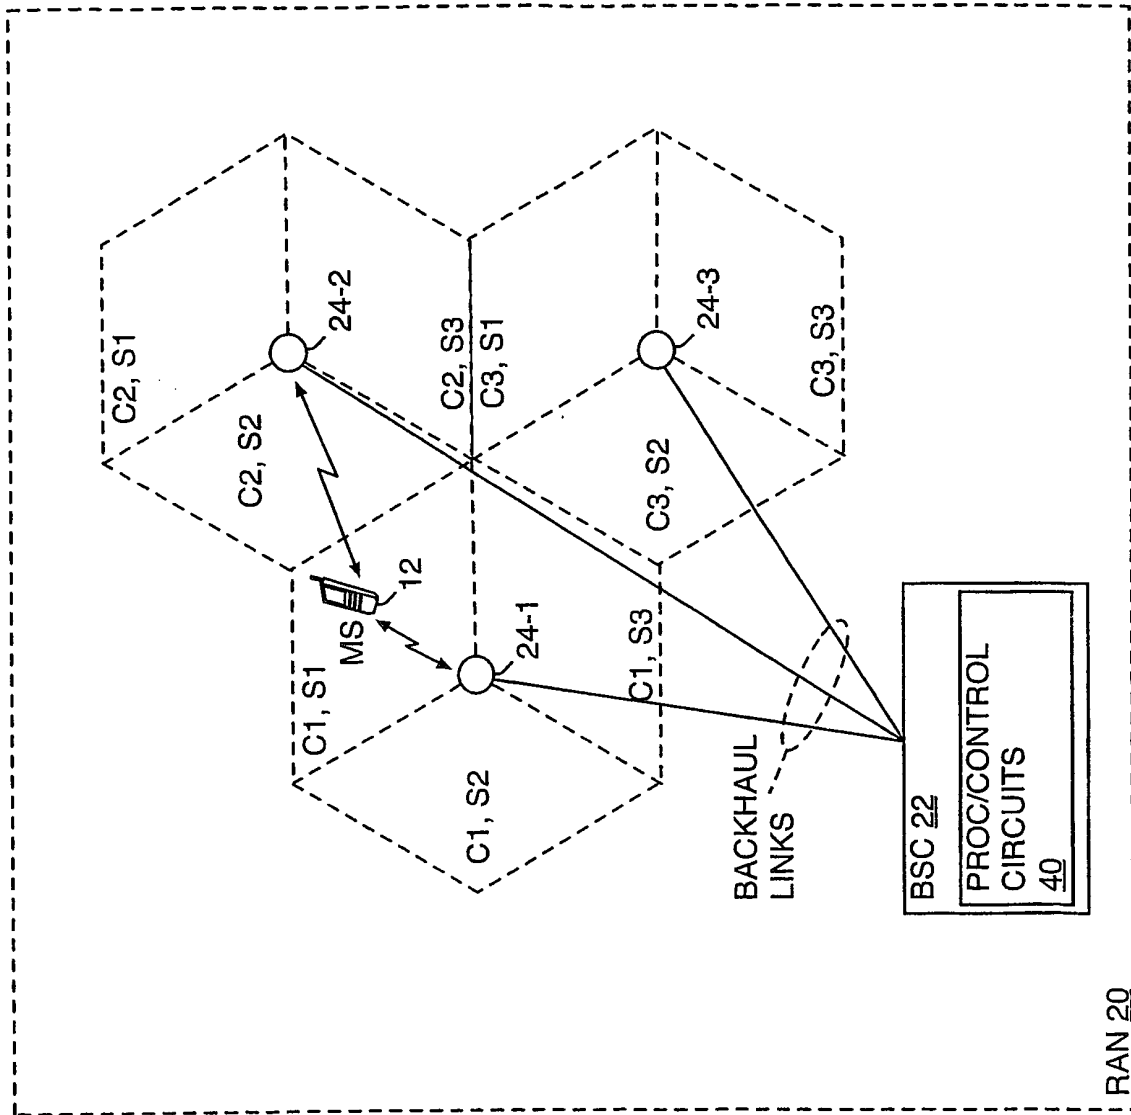 C2, S1
C2, S2
24-2
C2, S3
C3, S1
C1, S1
MS
12
24-1
24-3
C1, S2
C1, S3
C3, S2
C3, S3
BACKHAUL
LINKS
BSC 22
PROC/CONTROL
CIRCUITS
40
RAN 20